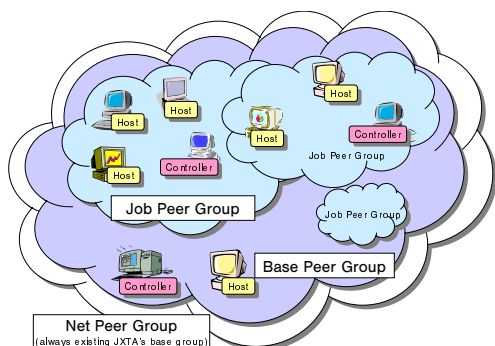 Host
Host
Host
Host
Controller
Host
Controller
Job Peer Group
Job Peer Group
Job Peer Group
Base Peer Group
Controller
Host
Net Peer Group
(always existing JXTA's base group)